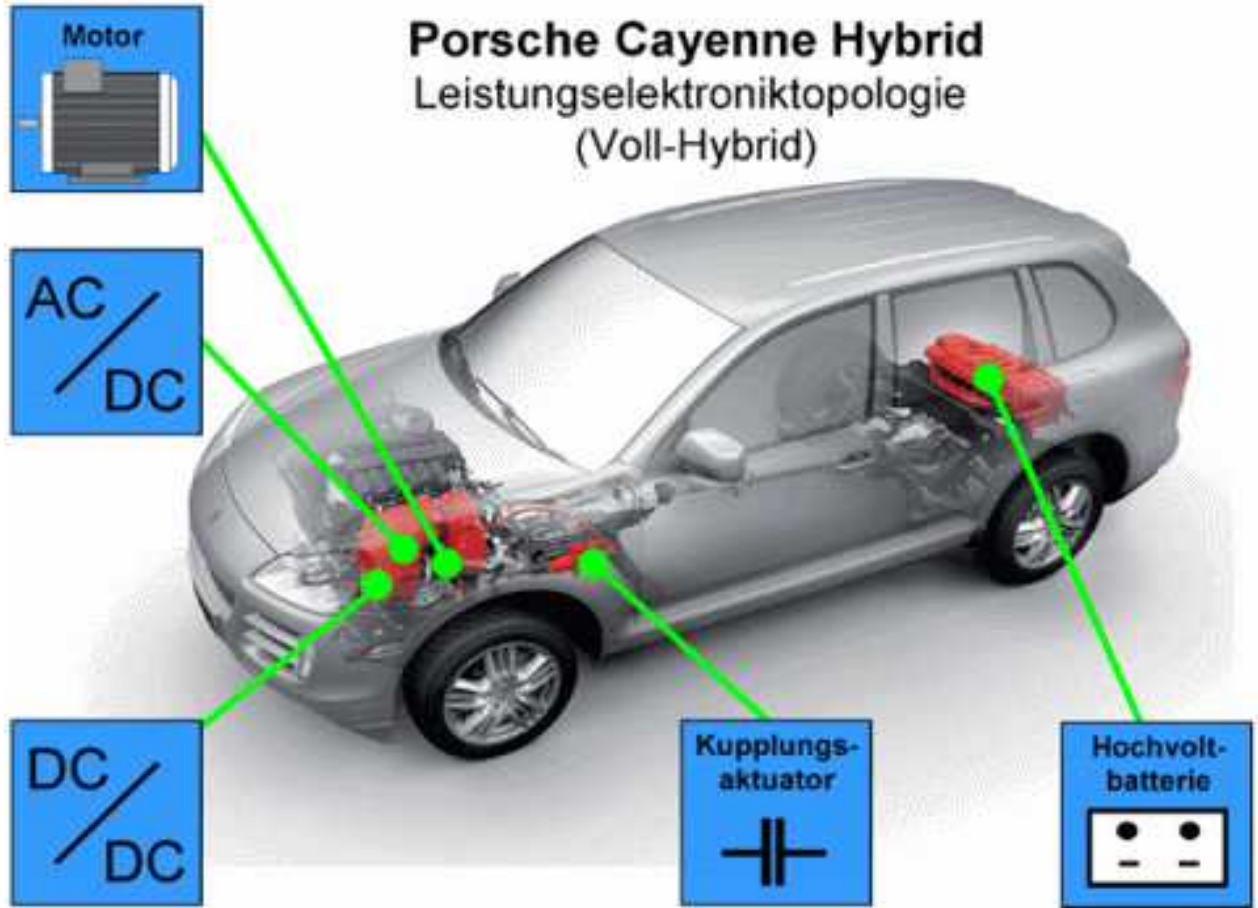 Porsche Cayenne Hybrid
Leistungselektroniktopologie
(Voll-Hybrid)
Motor
AC
DC
DC
DC
Kupplungs-
aktuator
Hochvolt-
batterie